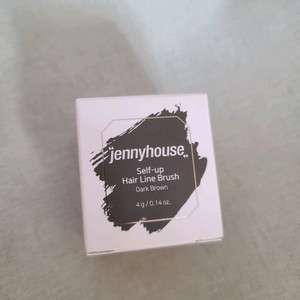 jennyhouse
Self-up
Hair Line Brush
Dark Brown
4 g / 0.14 oz.